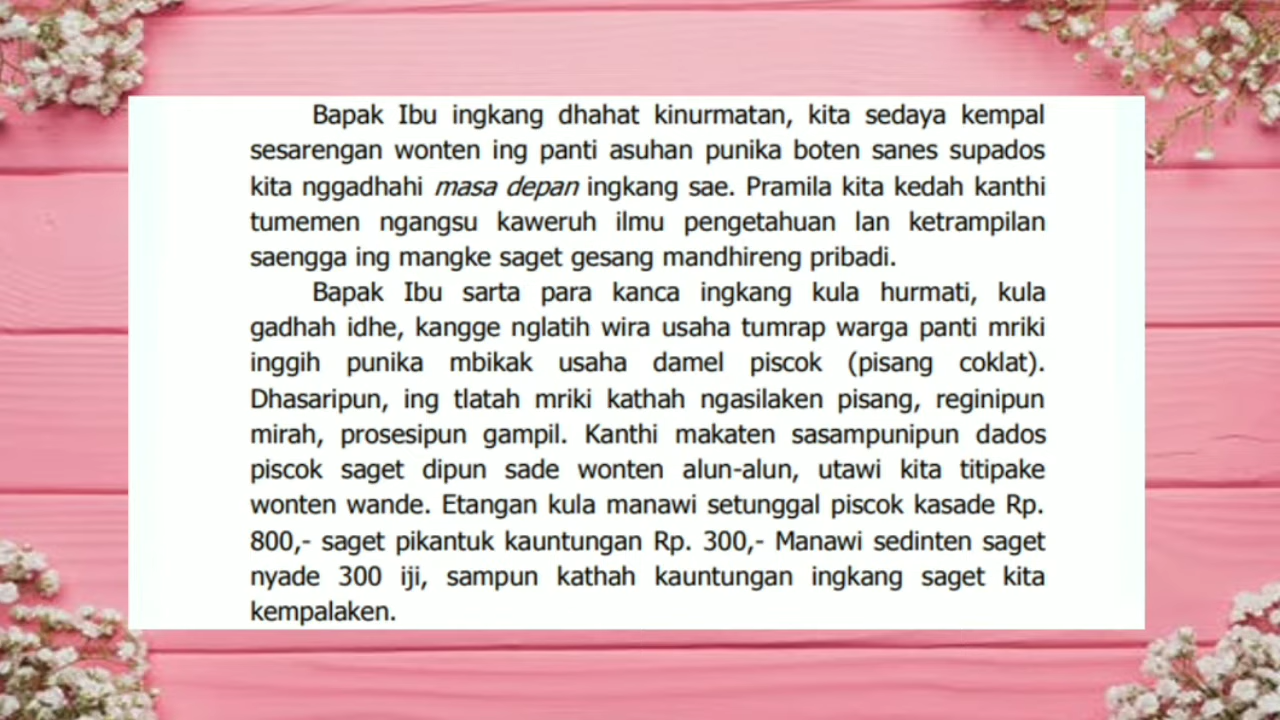 Bapak Ibu ingkang dhahat kinurmatan, kita sedaya kempal
sesarengan wonten ing panti asuhan punika boten sanes supados
kita nggadhahi masa depan ingkang sae. Pramila kita kedah kanthi
tumemen ngangsu kaweruh ilmu pengetahuan lan ketrampilan
saengga ing mangke saget gesang mandhireng pribadi.
Bapak Ibu sarta para kanca ingkang kula hurmati, kula
gadhah idhe, kangge nglatih wira usaha tumrap warga panti mriki
inggih punika mbikak usaha damel piscok (pisang coklat).
Dhasaripun, ing tlatah mriki kathah ngasilaken pisang, reginipun
mirah, prosesipun gampil. Kanthi makaten sasampunipun dados
piscok saget dipun sade wonten alun-alun, utawi kita titipake
wonten wande. Etangan kula manawi setunggal piscok kasade Rp.
800,- saget pikantuk kauntungan Rp. 300,- Manawi sedinten saget
nyade 300 iji, sampun kathah kauntungan ingkang saget kita
kempalaken.